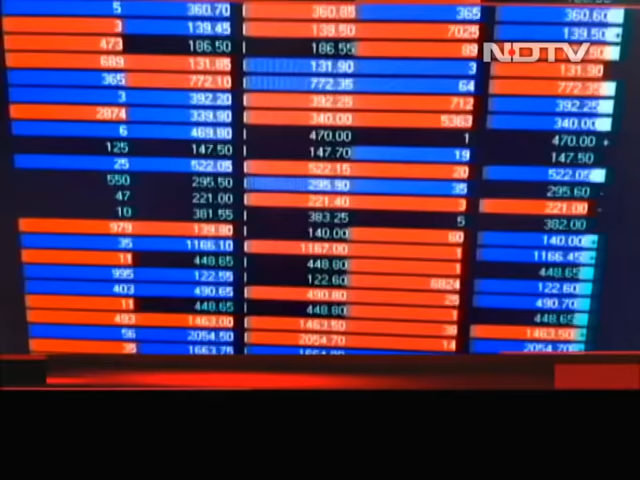 5 360.70 360.85 365 360.60
3 139.45 139.50 7025 139.50
473 186.50 186.55 89
NDTV
689 131.85 131.90 3 131.90
365 772.10 772.35 64 772.35
3 392.20 392.25 712 392.25
2874 339.90 340.00 5363 340.00
6 469.80 470.00 1 470.00 +
125 147.50 147.70 19 147.50
25 522.05 522.15 20 522.05
550 295.50 295.90 35 295.60 -
47 221.00 221.40 3 221.00 -
10 381.55 383.25 5 382.00
979 139.80 140.00 60 140.00
35 1166.10 1167.00 1 1166.45
11 448.65 448.80 1 448.65
995 122.55 122.60 6824 122.60
403 490.65 490.80 25 490.70
11 448.65 448.80 1 448.65
493 1463.00 1463.50 1463.50
56 2054.50 2054.70 14 2054.70
35 1663.75